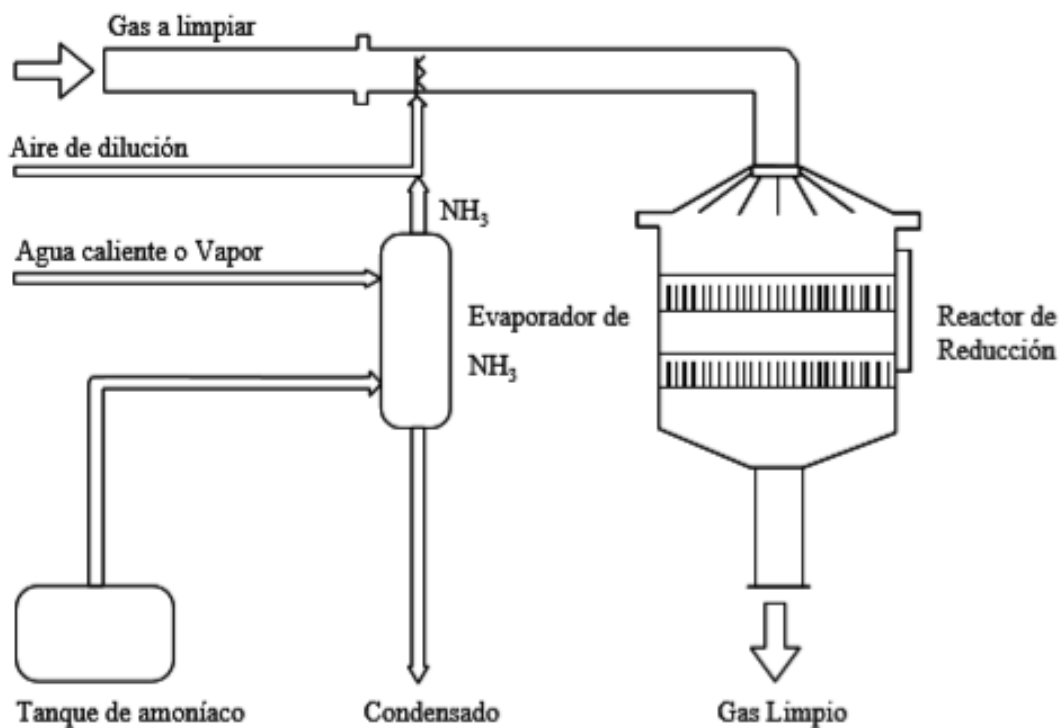 Gas a limpiar
Aire de dilución
NH₃
Agua caliente o Vapor
Evaporador de
NH₃
Reactor de
Reducción
Tanque de amoníaco
Condensado
Gas Limpio